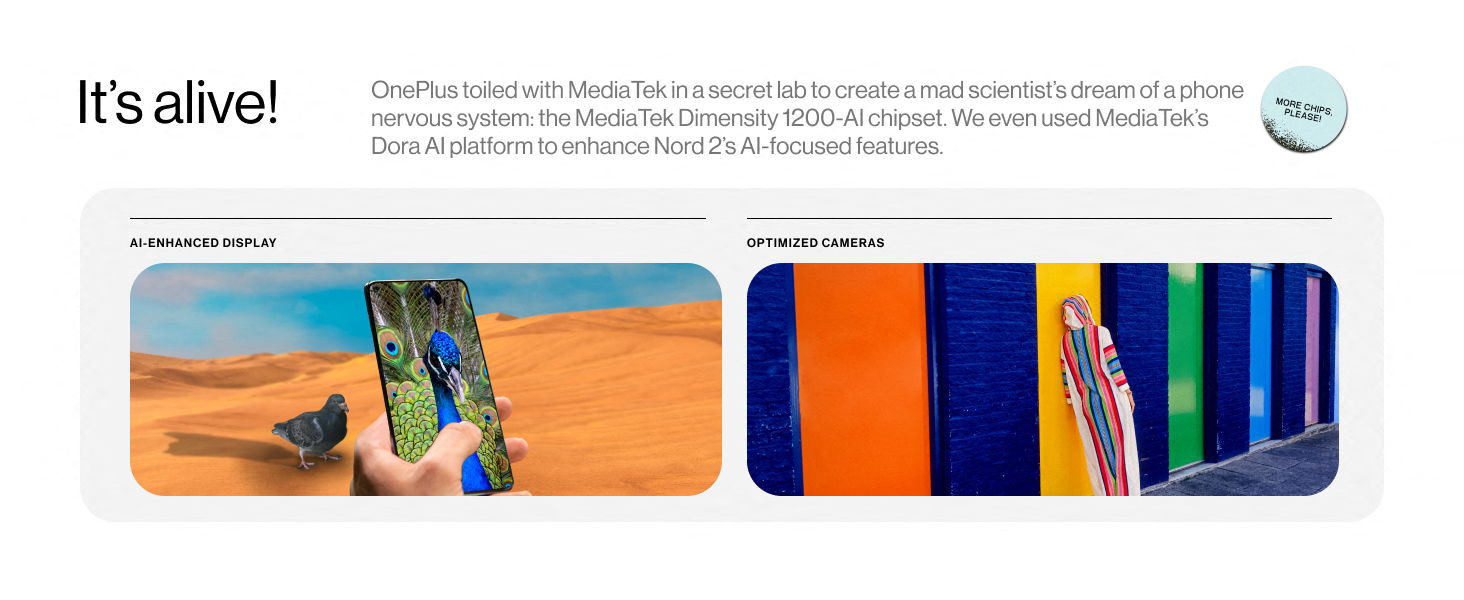 It's alive!
OnePlus toiled with MediaTek in a secret lab to create a mad scientist's dream of a phone
nervous system: the MediaTek Dimensity 1200-AI chipset. We even used MediaTek's
Dora AI platform to enhance Nord 2's AI-focused features.
MORE CHIPS,
PLEASE!
AI-ENHANCED DISPLAY
OPTIMIZED CAMERAS